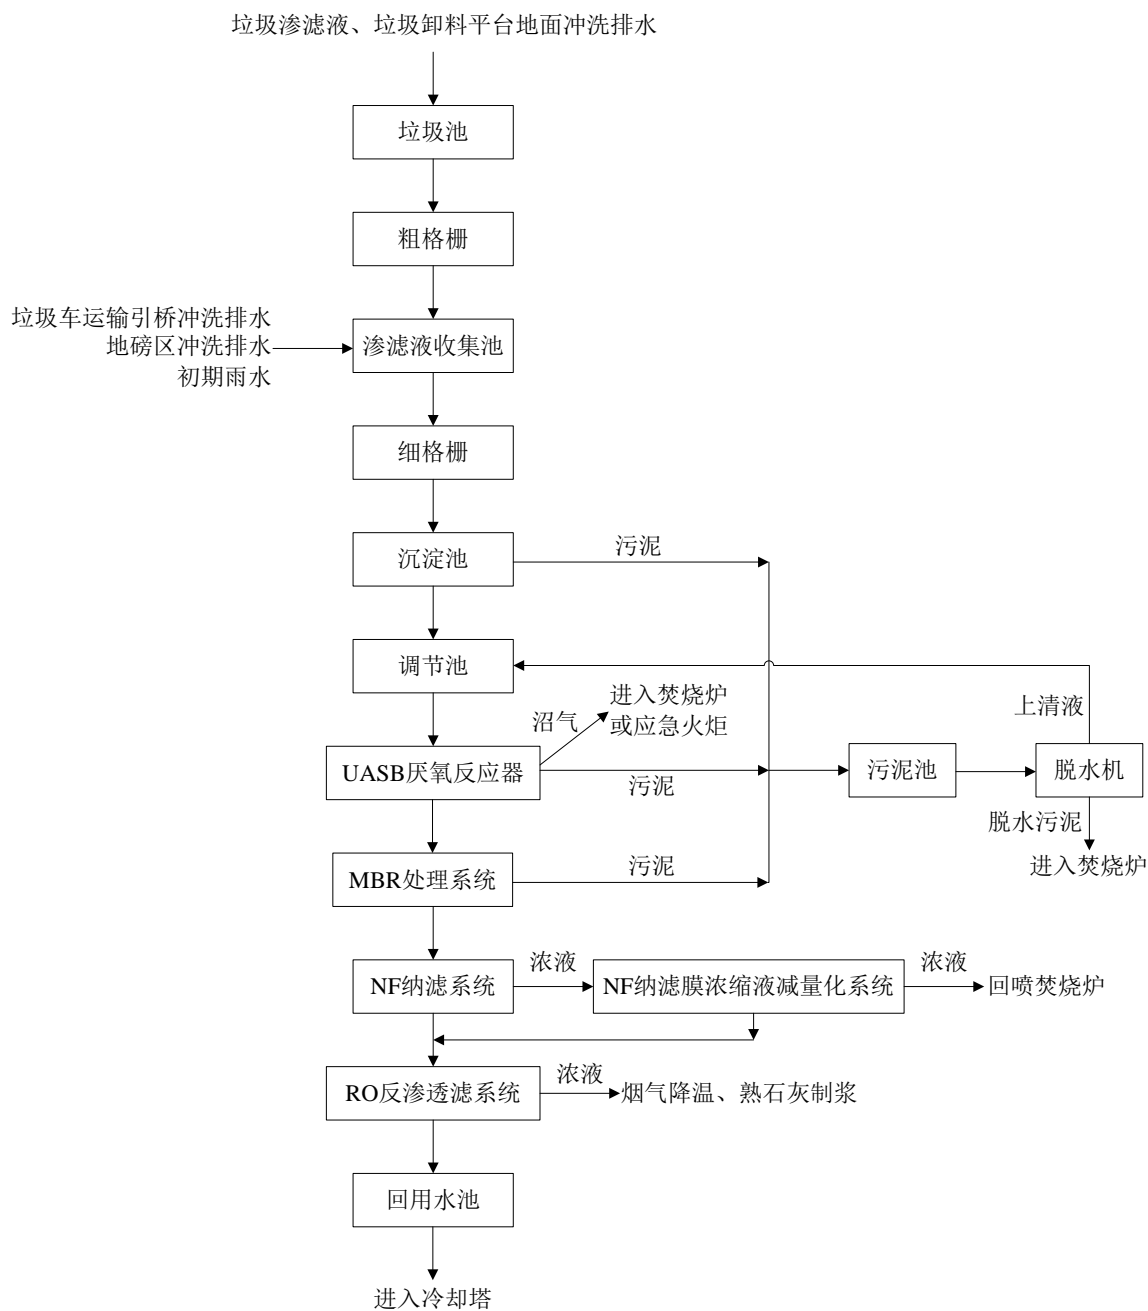 垃圾渗滤液、垃圾卸料平台地面冲洗排水
垃圾池
粗格栅
垃圾车运输引桥冲洗排水
地磅区冲洗排水
初期雨水
渗滤液收集池
细格栅
沉淀池
污泥
调节池
沼气
进入焚烧炉
或应急火炬
上清液
UASB厌氧反应器
污泥
污泥池
脱水机
脱水污泥
进入焚烧炉
MBR处理系统
污泥
NF纳滤系统
浓液
NF纳滤膜浓缩液减量化系统
浓液
回喷焚烧炉
RO反渗透滤系统
浓液
烟气降温、熟石灰制浆
回用水池
进入冷却塔